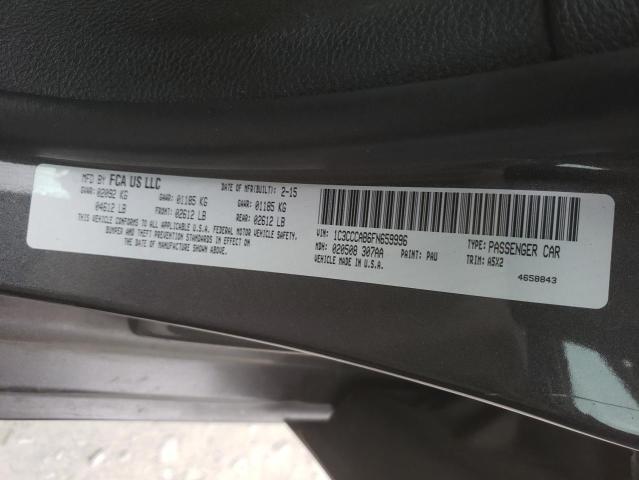 MFD BY FCA US LLC DATE OF MFR(BUILT): 2-15
GVWR: 02092 KG GAWR: 01185 KG GAWR: 01185 KG
04612 LB FRONT: 02612 LB REAR: 02612 LB
THIS VEHICLE CONFORMS TO ALL APPLICABLE U.S.A. FEDERAL MOTOR VEHICLE SAFETY,
BUMPER AND THEFT PREVENTION STANDARDS IN EFFECT ON
THE DATE OF MANUFACTURE SHOWN ABOVE.
VIN: 1C3CCCAB6FN659996 TYPE: PASSENGER CAR
MDH: 020508 307AA PAINT: PAU TRIM: A5X2
VEHICLE MADE IN U.S.A. 4658843